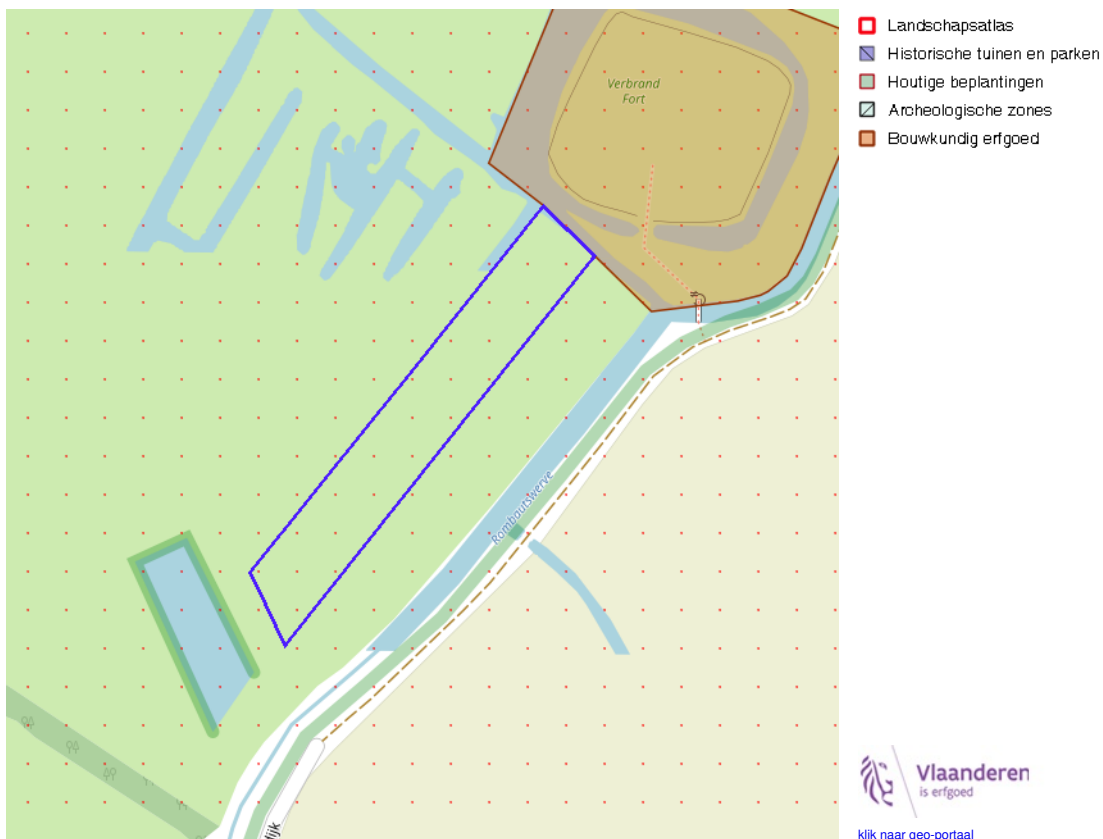 Verbrand
Fort
Rombautswerve
Landschapsatlas
Historische tuinen en parken
Houtige beplantingen
Archeologische zones
Bouwkundig erfgoed
Vlaanderen
is erfgoed
klik naar geo-portaal